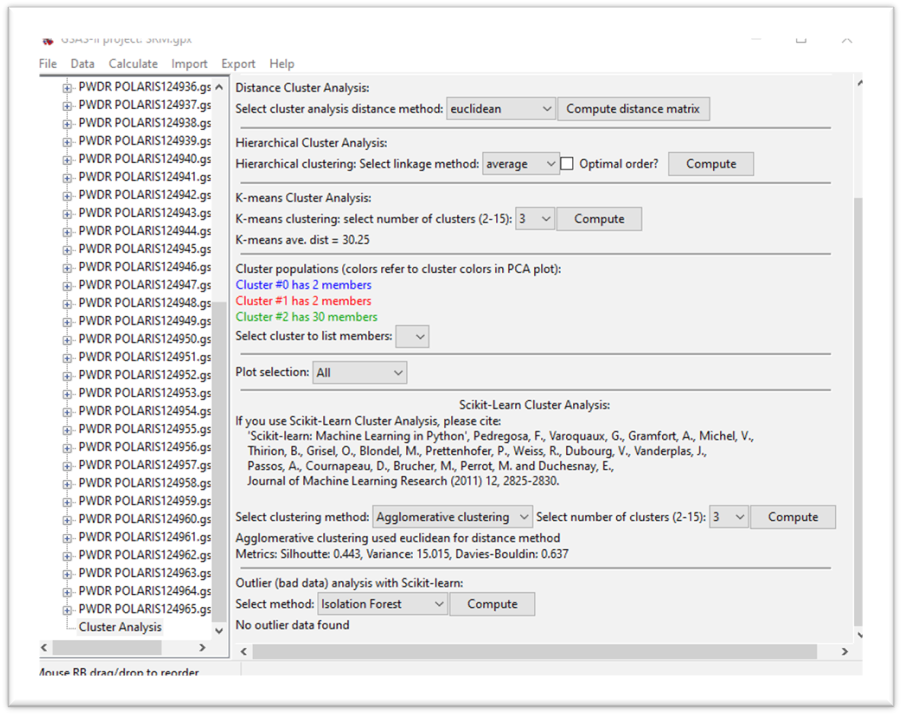 GSAS-II project: SRM.gpx
File Data Calculate Import Export Help
PWDR POLARIS124936.gs
PWDR POLARIS124937.gs
PWDR POLARIS124938.gs
PWDR POLARIS124939.gs
PWDR POLARIS124940.gs
PWDR POLARIS124941.gs
PWDR POLARIS124942.gs
PWDR POLARIS124943.gs
PWDR POLARIS124944.gs
PWDR POLARIS124945.gs
PWDR POLARIS124946.gs
PWDR POLARIS124947.gs
PWDR POLARIS124948.gs
PWDR POLARIS124949.gs
PWDR POLARIS124950.gs
PWDR POLARIS124951.gs
PWDR POLARIS124952.gs
PWDR POLARIS124953.gs
PWDR POLARIS124954.gs
PWDR POLARIS124955.gs
PWDR POLARIS124956.gs
PWDR POLARIS124957.gs
PWDR POLARIS124958.gs
PWDR POLARIS124959.gs
PWDR POLARIS124960.gs
PWDR POLARIS124961.gs
PWDR POLARIS124962.gs
PWDR POLARIS124963.gs
PWDR POLARIS124964.gs
PWDR POLARIS124965.gs
Cluster Analysis
Distance Cluster Analysis:
Select cluster analysis distance method: euclidean Compute distance matrix
Hierarchical Cluster Analysis:
Hierarchical clustering: Select linkage method: average Optimal order? Compute
K-means Cluster Analysis:
K-means clustering: select number of clusters (2-15): 3 Compute
K-means ave. dist = 30.25
Cluster populations (colors refer to cluster colors in PCA plot):
Cluster #0 has 2 members
Cluster #1 has 2 members
Cluster #2 has 30 members
Select cluster to list members:
Plot selection: All
Scikit-Learn Cluster Analysis:
If you use Scikit-Learn Cluster Analysis, please cite:
'Scikit-learn: Machine Learning in Python', Pedregosa, F., Varoquaux, G., Gramfort, A., Michel, V.,
Thirion, B., Grisel, O., Blondel, M., Prettenhofer, P., Weiss, R., Dubourg, V., Vanderplas, J.,
Passos, A., Cournapeau, D., Brucher, M., Perrot, M. and Duchesnay, E.,
Journal of Machine Learning Research (2011) 12, 2825-2830.
Select clustering method: Agglomerative clustering Select number of clusters (2-15): 3 Compute
Agglomerative clustering used euclidean for distance method
Metrics: Silhoutte: 0.443, Variance: 15.015, Davies-Bouldin: 0.637
Outlier (bad data) analysis with Scikit-learn:
Select method: Isolation Forest Compute
No outlier data found
Mouse RB drag/drop to reorder